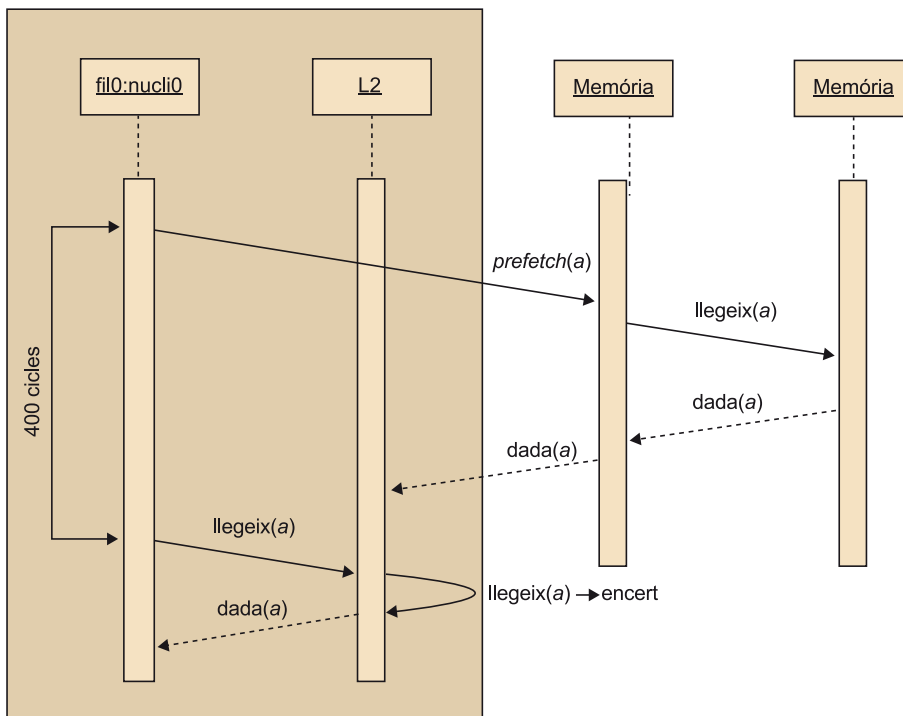 fil0:nucli0
L2
Memória
Memória
prefetch(a)
llegeix(a)
400 cicles
dada(a)
dada(a)
llegeix(a)
llegeix(a) → encert
dada(a)